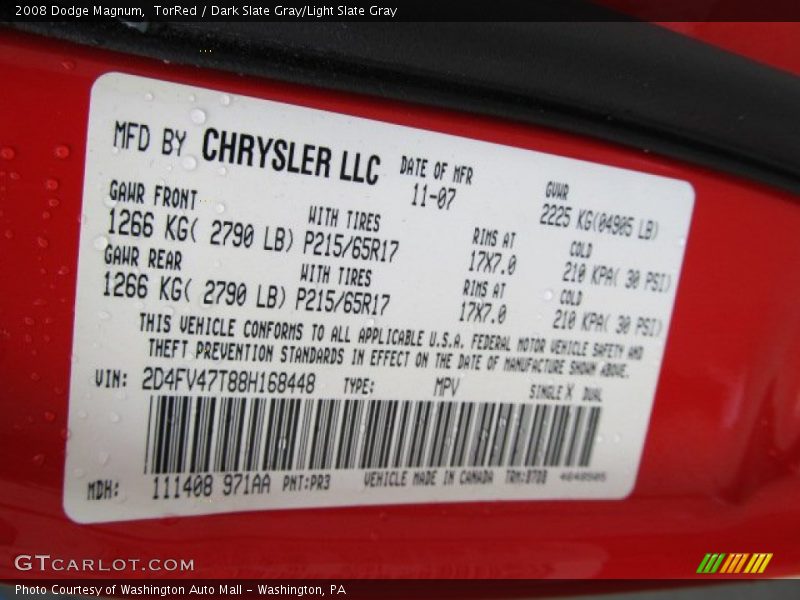 2008 Dodge Magnum,  TorRed / Dark Slate Gray/Light Slate Gray
MFD BY CHRYSLER LLC DATE OF MFR GVWR
11-07 2225 KG(04905 LB)
GAWR FRONT WITH TIRES RIMS AT COLD
1266 KG( 2790 LB) P215/65R17 17X7.0 210 KPA( 30 PSI)
GAWR REAR WITH TIRES RIMS AT COLD
1266 KG( 2790 LB) P215/65R17 17X7.0 210 KPA( 30 PSI)
THIS VEHICLE CONFORMS TO ALL APPLICABLE U.S.A. FEDERAL MOTOR VEHICLE SAFETY AND
THEFT PREVENTION STANDARDS IN EFFECT ON THE DATE OF MANUFACTURE SHOWN ABOVE.
VIN: 2D4FV47T88H168448 TYPE: MPV SINGLE X DUAL
MDH: 111408 971AA PNT:PR3 VEHICLE MADE IN CANADA
GTCARLOT.COM
Photo Courtesy of Washington Auto Mall - Washington, PA